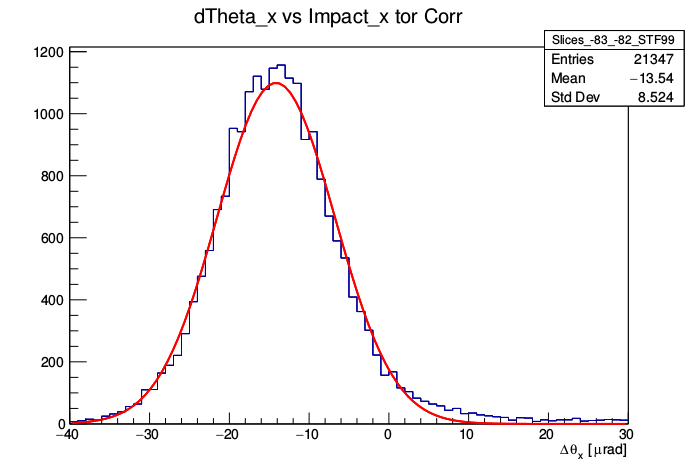 dTheta_x vs Impact_x tor Corr
Slices_-83_-82_STF99
Entries 21347
Mean −13.54
Std Dev 8.524
1200
1000
800
600
400
200
0
−40 −30 −20 −10 0 10 20 30
Δθx [μrad]